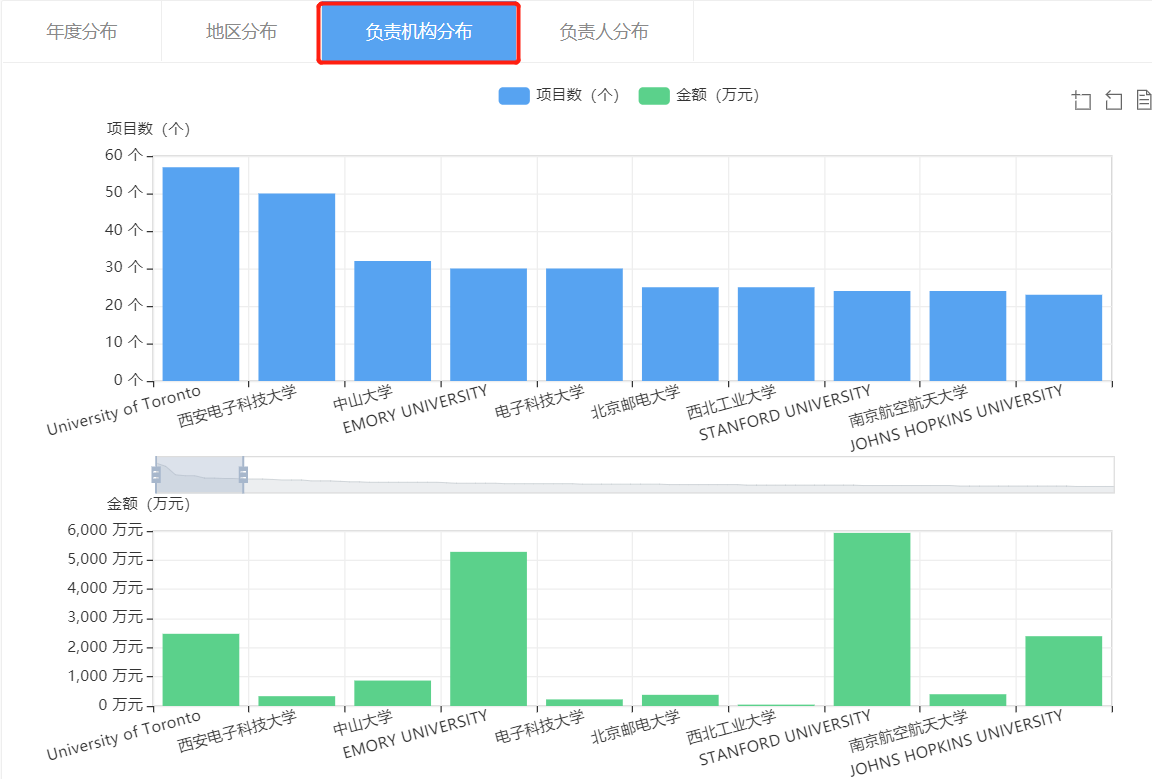 年度分布 地区分布 负责机构分布 负责人分布
项目数（个） 金额（万元）
项目数（个）
60 个
50 个
40 个
30 个
20 个
10 个
0 个
University of Toronto 西安电子科技大学 中山大学 EMORY UNIVERSITY 电子科技大学 北京邮电大学 西北工业大学 STANFORD UNIVERSITY 南京航空航天大学 JOHNS HOPKINS UNIVERSITY
金额（万元）
6,000 万元
5,000 万元
4,000 万元
3,000 万元
2,000 万元
1,000 万元
0 万元
University of Toronto 西安电子科技大学 中山大学 EMORY UNIVERSITY 电子科技大学 北京邮电大学 西北工业大学 STANFORD UNIVERSITY 南京航空航天大学 JOHNS HOPKINS UNIVERSITY